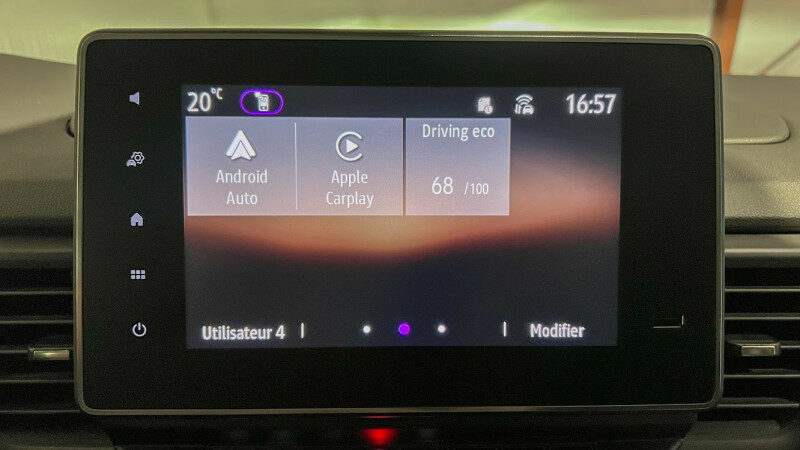 20°C
16:57
Android
Auto
Apple
Carplay
Driving eco
68 /100
Utilisateur 4
Modifier